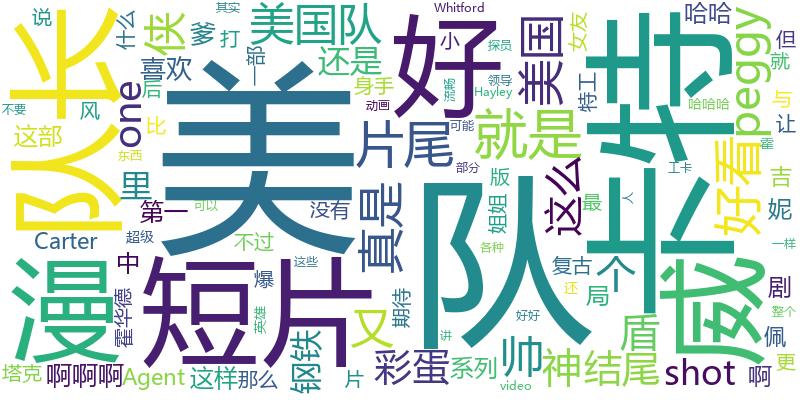 说
什么
侠
爹
打
美国队
Whitford
小
探员
其实
女友
哈哈
但
就
一部
还是
身手
动画
美国
特工
哈哈哈
peggy
与
让
队长
喜欢
后
one
比
风
不要
这部
东西
美
好
片尾
就是
涩嘴
领导
Hayley
可能
部分
卡特
霍
工卡
人
威
好看
吉
妮
一样
里
第一
没有
真是
这么
姐姐
版
最
Carter
超级
可以
中
不过
这些
短片
又
期待
队
各种
复古
个
局
还
剧
佩
整个
漫
霍华德
爆
英雄
钢铁
彩蛋
系列
帅
好好
讲
神结尾
盾
shot
啊
更
塔克
啊啊啊
Agent
这样
那么
片
video